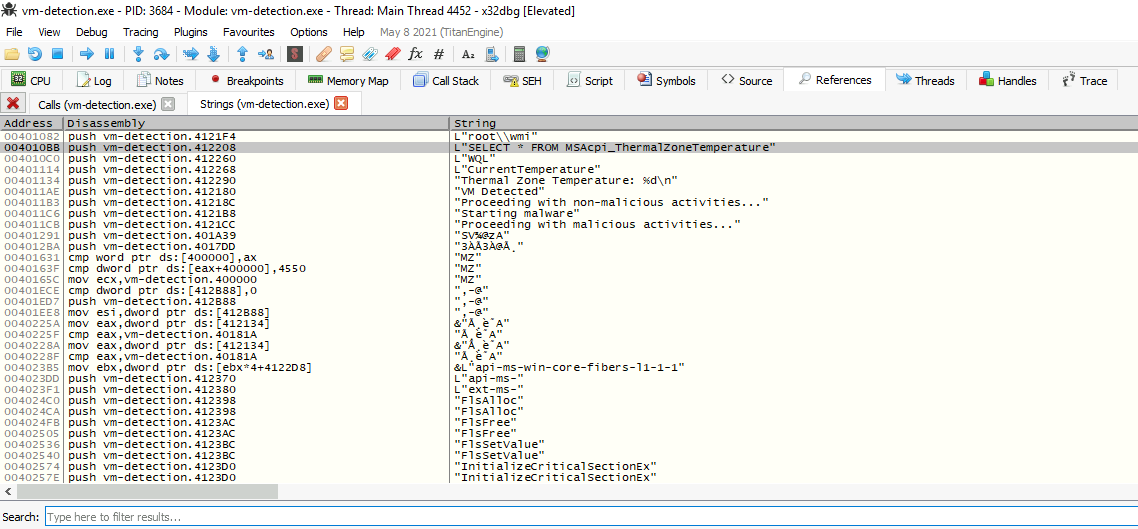 vm-detection.exe - PID: 3684 - Module: vm-detection.exe - Thread: Main Thread 4452 - x32dbg [Elevated]
File View Debug Tracing Plugins Favourites Options Help May 8 2021 (TitanEngine)
CPU Log Notes Breakpoints Memory Map Call Stack SEH Script Symbols Source References Threads Handles Trace
Calls (vm-detection.exe) Strings (vm-detection.exe)
Address Disassembly String
00401082 push vm-detection.4121F4 L"root\\wmi"
004010BB push vm-detection.412208 L"SELECT * FROM MSAcpi_ThermalZoneTemperature"
004010C0 push vm-detection.412260 L"WQL"
00401114 push vm-detection.412268 L"CurrentTemperature"
00401134 push vm-detection.412290 "Thermal Zone Temperature: %d\n"
004011AE push vm-detection.412180 "VM Detected"
004011B3 push vm-detection.41218C "Proceeding with non-malicious activities..."
004011C6 push vm-detection.4121B8 "Starting malware"
004011CB push vm-detection.4121CC "Proceeding with malicious activities..."
00401291 push vm-detection.401A39
004012BA push vm-detection.4017DD
00401631 cmp word ptr ds:[400000],ax "MZ"
0040163F cmp dword ptr ds:[eax+400000],4550 "MZ"
0040165C mov ecx,vm-detection.400000 "MZ"
00401ECE cmp dword ptr ds:[412B88],0 ",-@"
00401ED7 push vm-detection.412B88 ",-@"
00401EE8 mov esi,dword ptr ds:[412B88] ",-@"
0040225A mov eax,dword ptr ds:[412134]
0040225F cmp eax,vm-detection.40181A
0040228A mov eax,dword ptr ds:[412134]
0040228F cmp eax,vm-detection.40181A
004023B5 mov ebx,dword ptr ds:[ebx*4+4122D8] &L"api-ms-win-core-fibers-l1-1-1"
004023DD push vm-detection.412370 L"api-ms-"
004023F1 push vm-detection.412380 L"ext-ms-"
004024C0 push vm-detection.412398 "FlsAlloc"
004024CA push vm-detection.412398 "FlsAlloc"
004024FB push vm-detection.4123AC "FlsFree"
00402505 push vm-detection.4123AC "FlsFree"
00402536 push vm-detection.4123BC "FlsSetValue"
00402540 push vm-detection.4123BC "FlsSetValue"
00402574 push vm-detection.4123D0 "InitializeCriticalSectionEx"
0040257E push vm-detection.4123D0 "InitializeCriticalSectionEx"
Search: Type here to filter results...